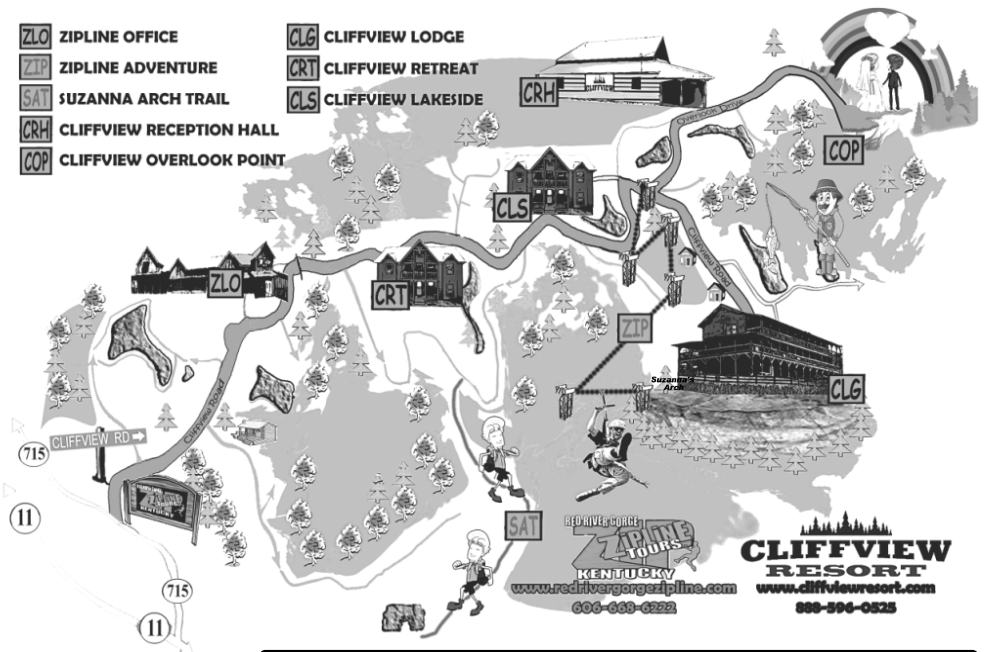 ZLO ZIPLINE OFFICE
ZIP ZIPLINE ADVENTURE
SAT SUZANNA ARCH TRAIL
CRH CLIFFVIEW RECEPTION HALL
COP CLIFFVIEW OVERLOOK POINT
CLG CLIFFVIEW LODGE
CRT CLIFFVIEW RETREAT
CLS CLIFFVIEW LAKESIDE
CRH
CLIFFVIEW
Overlook Drive
COP
CLS
Cliffview Road
ZLO
CRT
ZIP
Suzanna's
Arch
CLG
Cliffview Road
CLIFFVIEW RD
715
11
ZIPLINE
KENTUCKY
SAT
715
11
RED RIVER GORGE
ZIPLINE
TOURS
KENTUCKY
www.redrivergorgezipline.com
606-668-6222
CLIFFVIEW
RESORT
www.cliffviewresort.com
888-596-0525